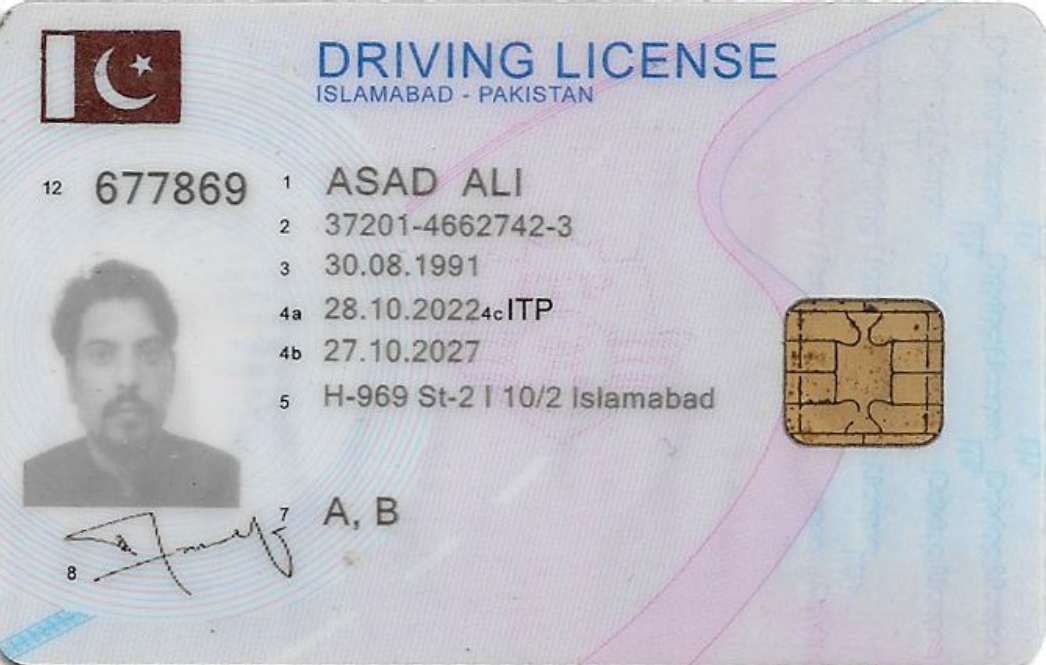 DRIVING LICENSE
ISLAMABAD - PAKISTAN
12 677869
1 ASAD ALI
2 37201-4662742-3
3 30.08.1991
4a 28.10.2022 4c ITP
4b 27.10.2027
5 H-969 St-2 I 10/2 Islamabad
7 A, B
8